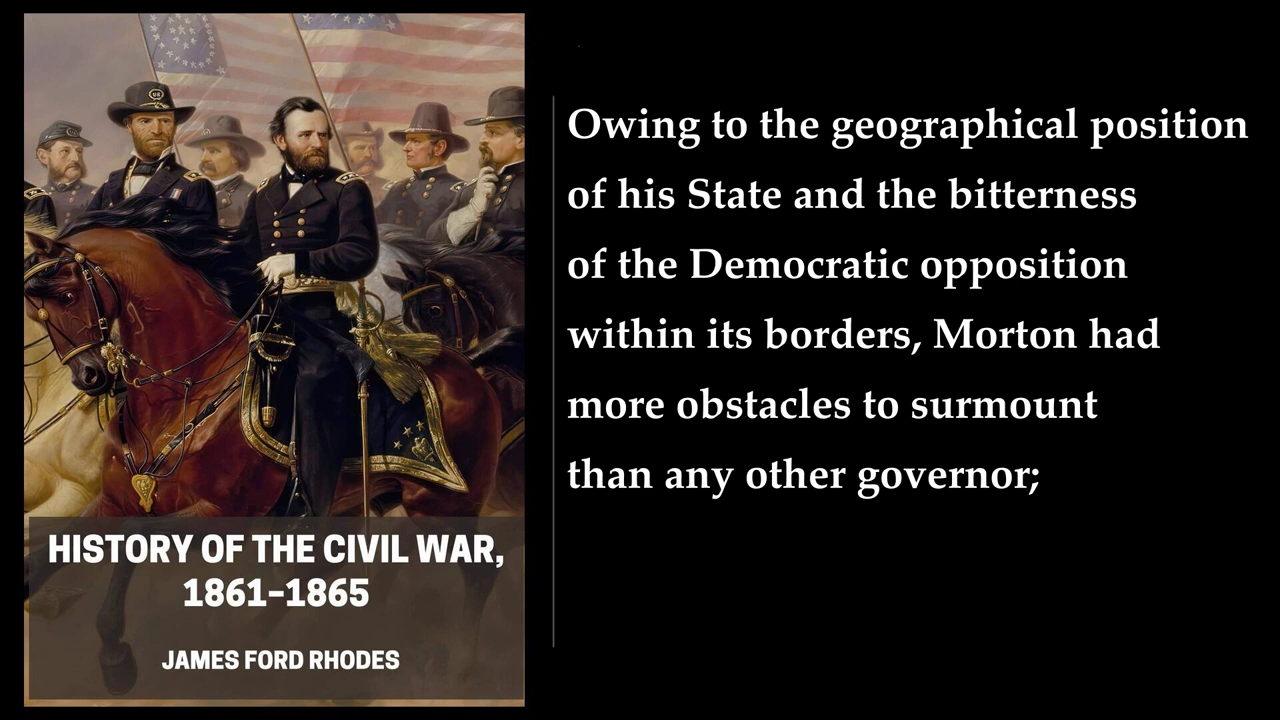 HISTORY OF THE CIVIL WAR,
1861–1865
JAMES FORD RHODES
Owing to the geographical position
of his State and the bitterness
of the Democratic opposition
within its borders, Morton had
more obstacles to surmount
than any other governor;